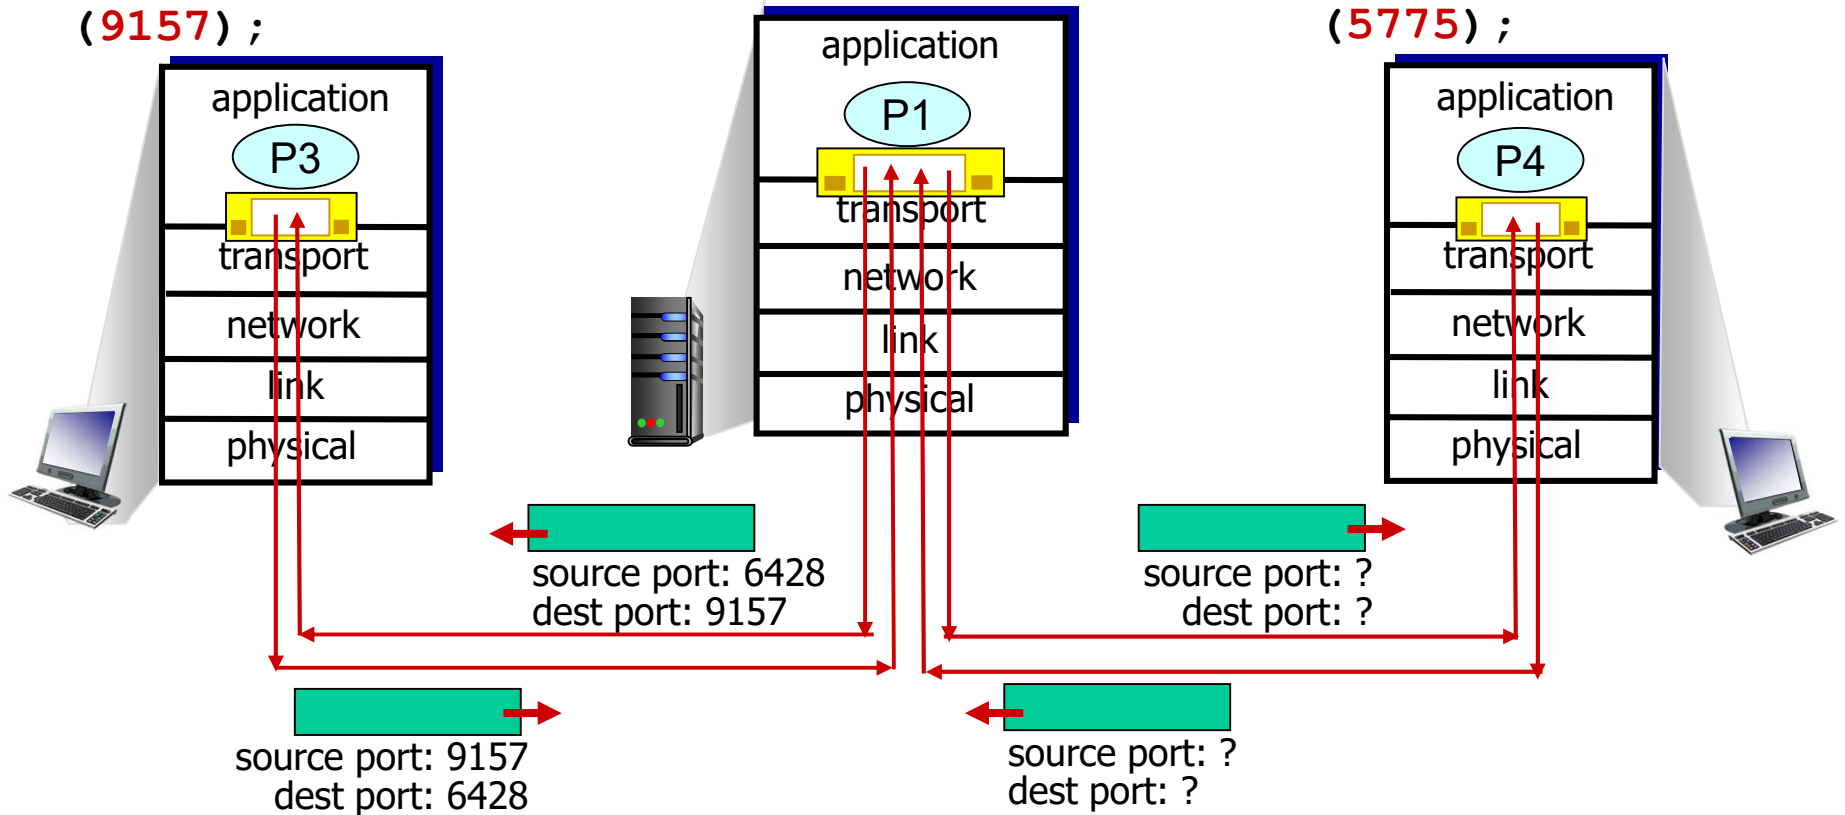 (9157);
application
P3
transport
network
link
physical
application
P1
transport
network
link
physical
(5775);
application
P4
transport
network
link
physical
source port: 6428
dest port: 9157
source port: ?
dest port: ?
source port: 9157
dest port: 6428
source port: ?
dest port: ?